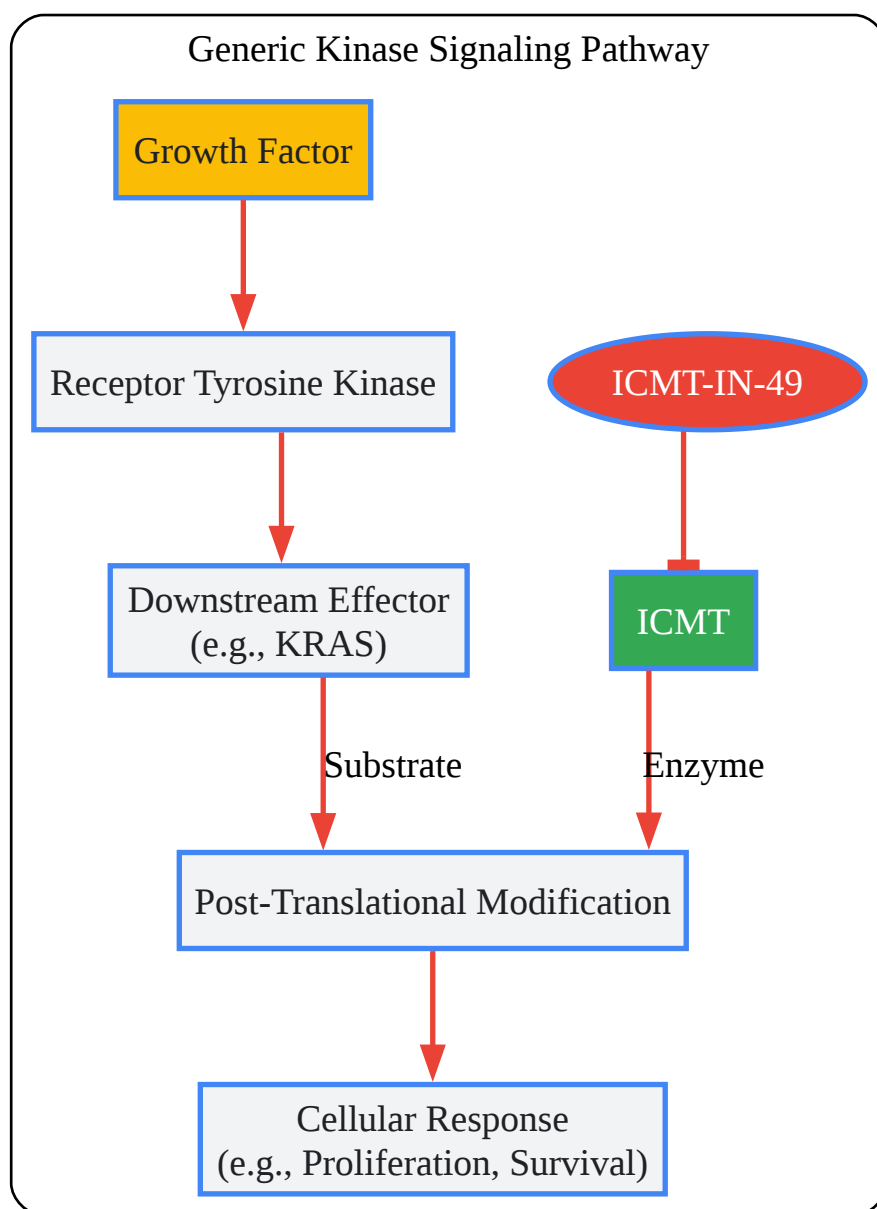 Generic Kinase Signaling Pathway
Growth Factor
Receptor Tyrosine Kinase
ICMT-IN-49
Downstream Effector
(e.g., KRAS)
ICMT
Substrate
Enzyme
Post-Translational Modification
Cellular Response
(e.g., Proliferation, Survival)